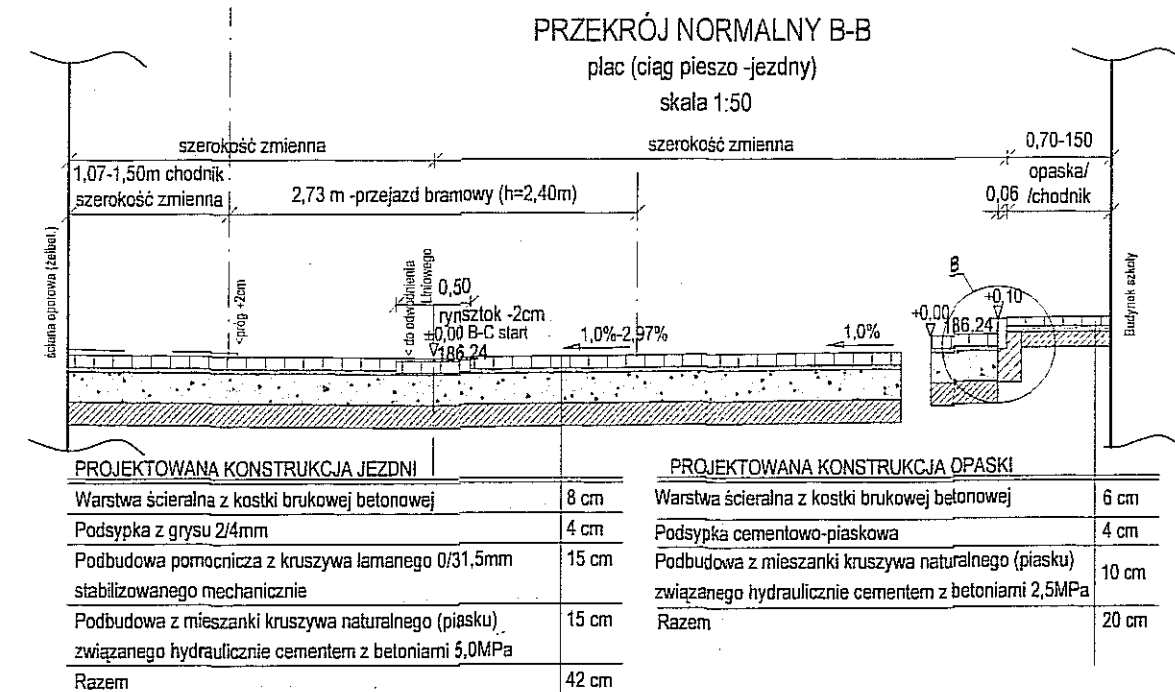 PRZEKRÓJ NORMALNY B-B
plac (ciąg pieszo -jezdny)
skala 1:50
szerokość zmienna
szerokość zmienna
0,70-150
1,07-1,50m chodnik
szerokość zmienna
2,73 m -przejazd bramowy (h=2,40m)
opaska/
/chodnik
0,06
ściana oporowa (żelbet.)
<próg +2cm
< do odwodnienia
liniowego
0,50
rynsztok -2cm
±0,00 B-C start
186,24
1,0%-2,97%
1,0%
B
+0,00
+0,10
186,24
Budynek szkoły
PROJEKTOWANA KONSTRUKCJA JEZDNI
Warstwa ścieralna z kostki brukowej betonowej 8 cm
Podsypka z grysu 2/4mm 4 cm
Podbudowa pomocnicza z kruszywa łamanego 0/31,5mm 15 cm
stabilizowanego mechanicznie
Podbudowa z mieszanki kruszywa naturalnego (piasku) 15 cm
związanego hydraulicznie cementem z betoniarni 5,0MPa
Razem 42 cm
PROJEKTOWANA KONSTRUKCJA OPASKI
Warstwa ścieralna z kostki brukowej betonowej 6 cm
Podsypka cementowo-piaskowa 4 cm
Podbudowa z mieszanki kruszywa naturalnego (piasku) 10 cm
związanego hydraulicznie cementem z betoniarni 2,5MPa
Razem 20 cm